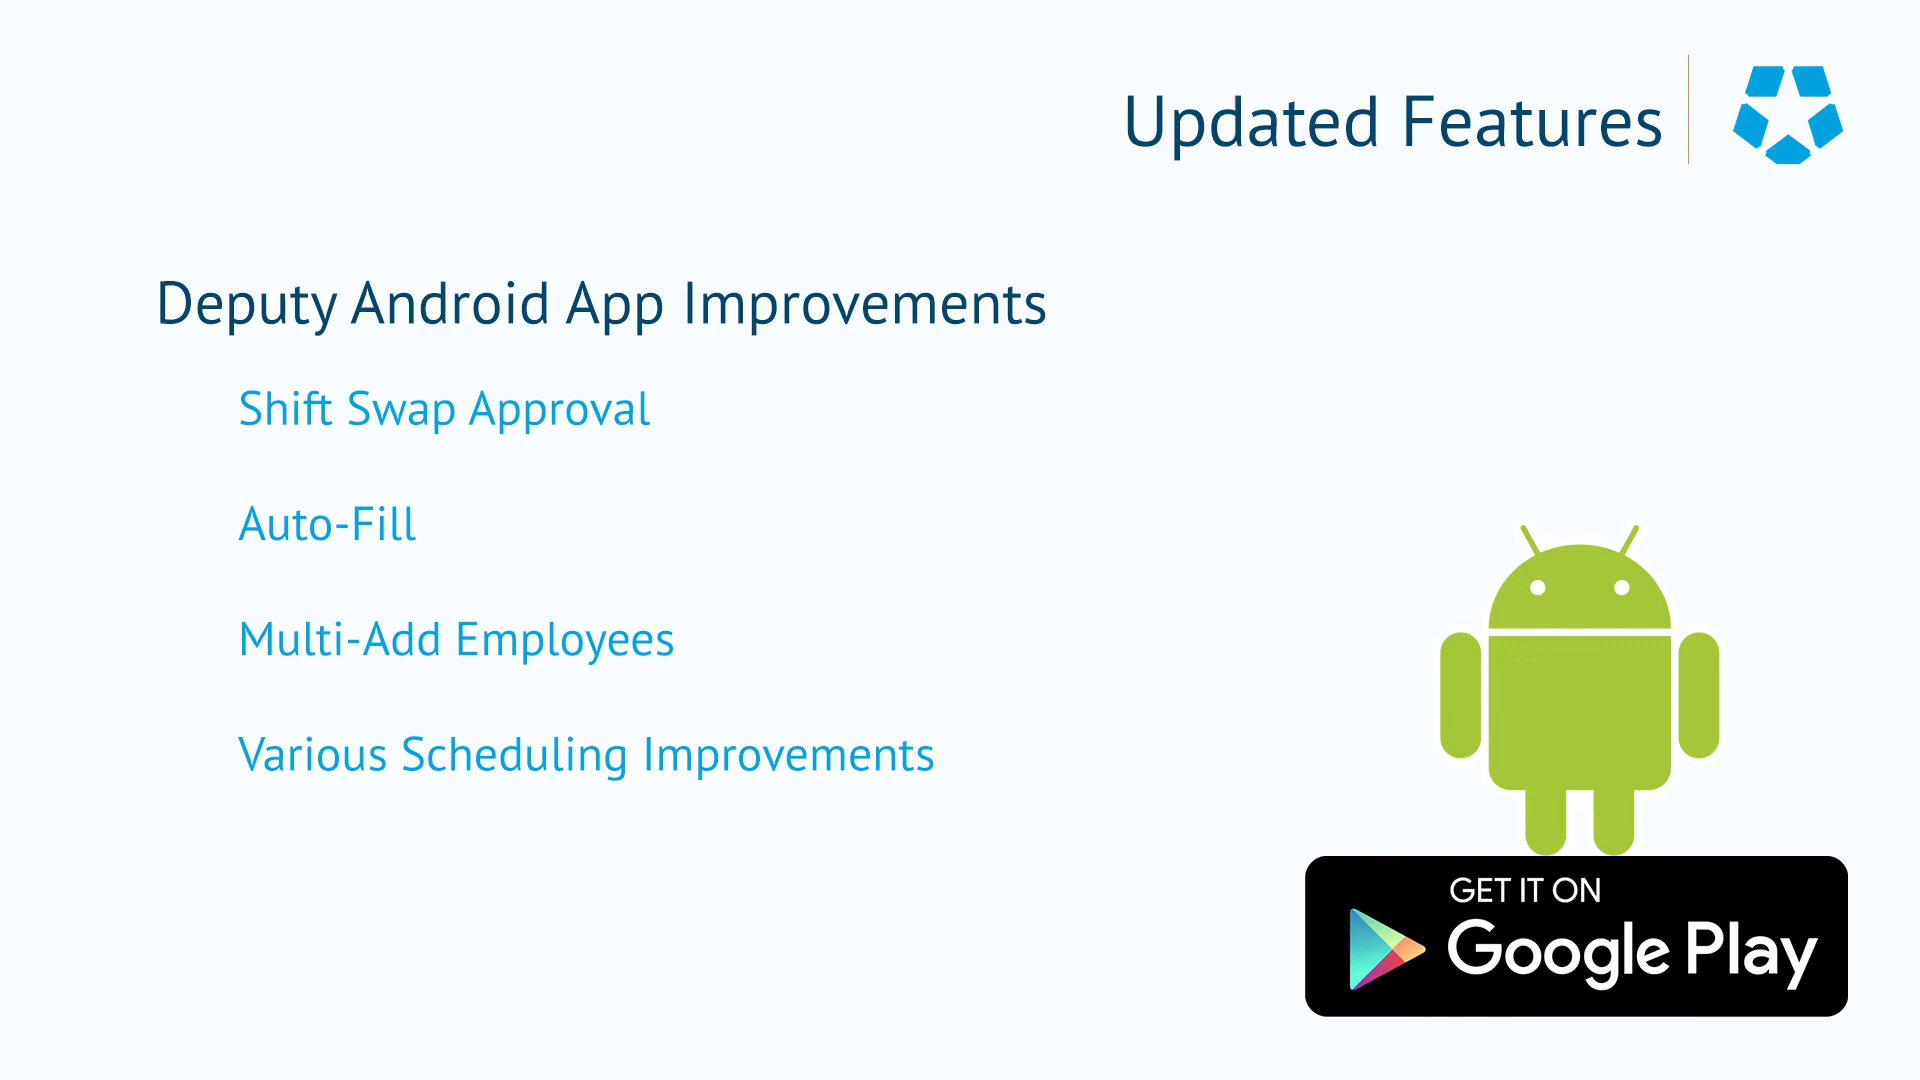 Updated Features
Deputy Android App Improvements
Shift Swap Approval
Auto-Fill
Multi-Add Employees
Various Scheduling Improvements
GET IT ON
Google Play